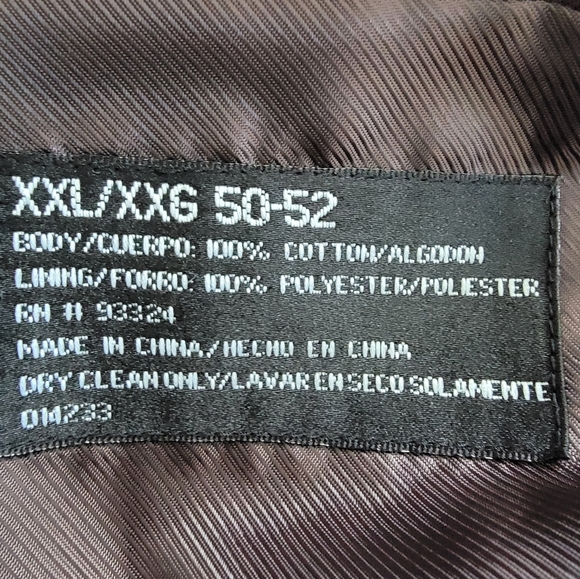 XXL/XXG 50-52
BODY/CUERPO: 100% COTTON/ALGODON
LINING/FORRO: 100% POLYESTER/POLIESTER
RN # 93324
MADE IN CHINA/HECHO EN CHINA
DRY CLEAN ONLY/LAVAR EN SECO SOLAMENTE
014233